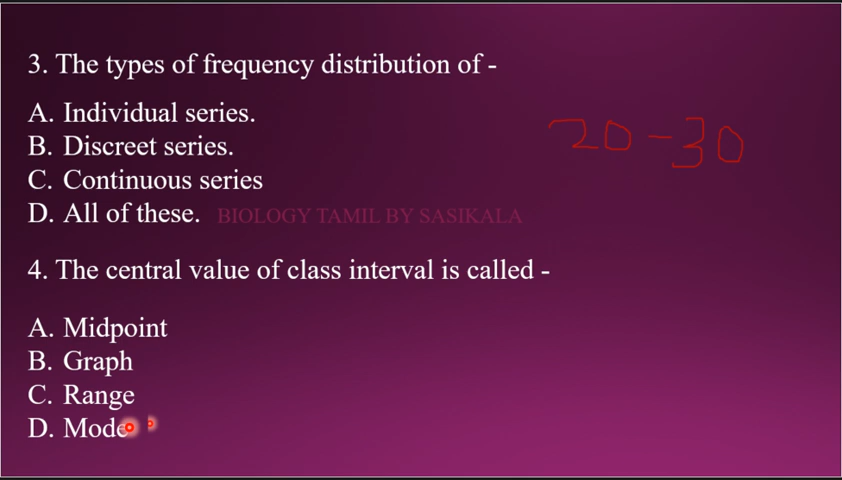 3. The types of frequency distribution of -
A. Individual series.
B. Discreet series.
C. Continuous series
D. All of these.
BIOLOGY TAMIL BY SASIKALA
20-30
4. The central value of class interval is called -
A. Midpoint
B. Graph
C. Range
D. Mode